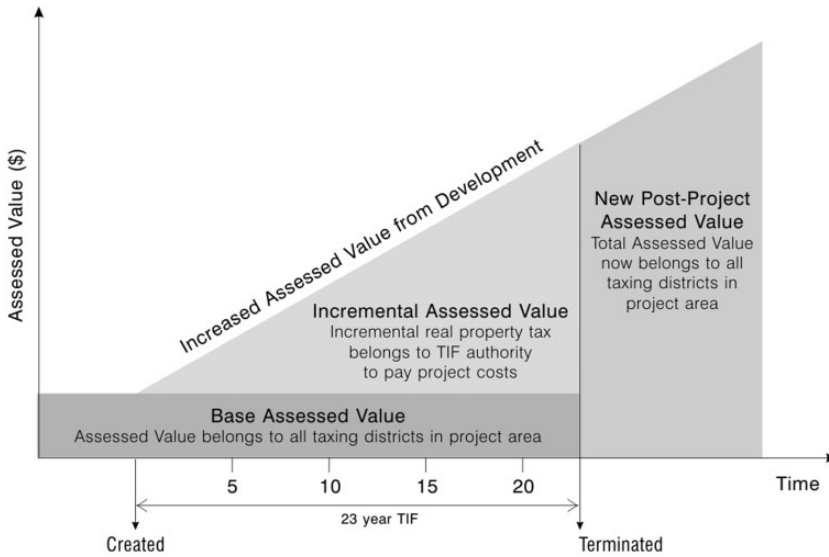 Assessed Value ($)
Increased Assessed Value from Development
New Post-Project
Assessed Value
Total Assessed Value
now belongs to all
taxing districts in
project area
Incremental Assessed Value
Incremental real property tax
belongs to TIF authority
to pay project costs
Base Assessed Value
Assessed Value belongs to all taxing districts in project area
5
10
15
20
Time
23 year TIF
Created
Terminated